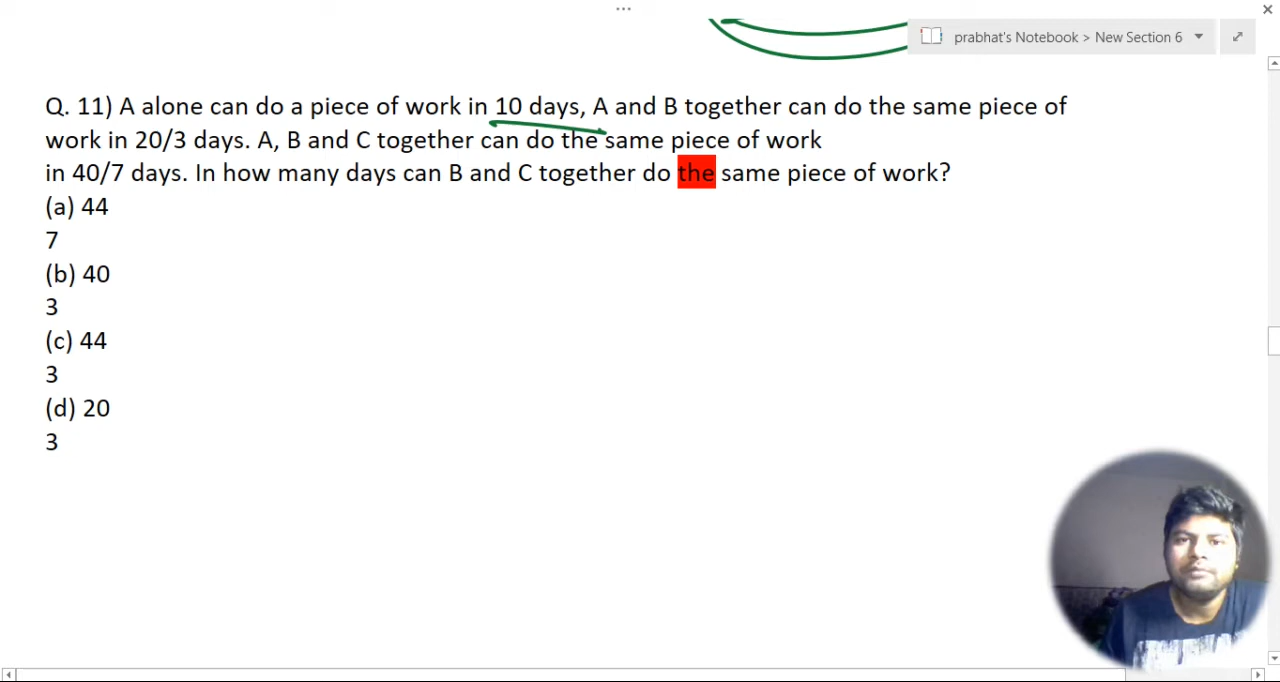 ...
prabhat's Notebook > New Section 6
Q. 11) A alone can do a piece of work in 10 days, A and B together can do the same piece of
work in 20/3 days. A, B and C together can do the same piece of work
in 40/7 days. In how many days can B and C together do the same piece of work?
(a) 44
7
(b) 40
3
(c) 44
3
(d) 20
3